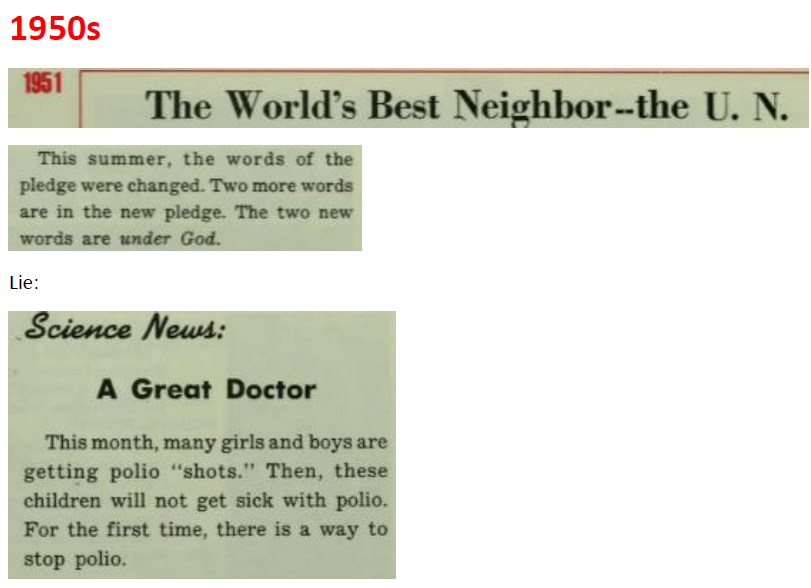 1950s
1951
The World's Best Neighbor--the U. N.
This summer, the words of the
pledge were changed. Two more words
are in the new pledge. The two new
words are under God.
Lie:
Science News:
A Great Doctor
This month, many girls and boys are
getting polio "shots." Then, these
children will not get sick with polio.
For the first time, there is a way to
stop polio.